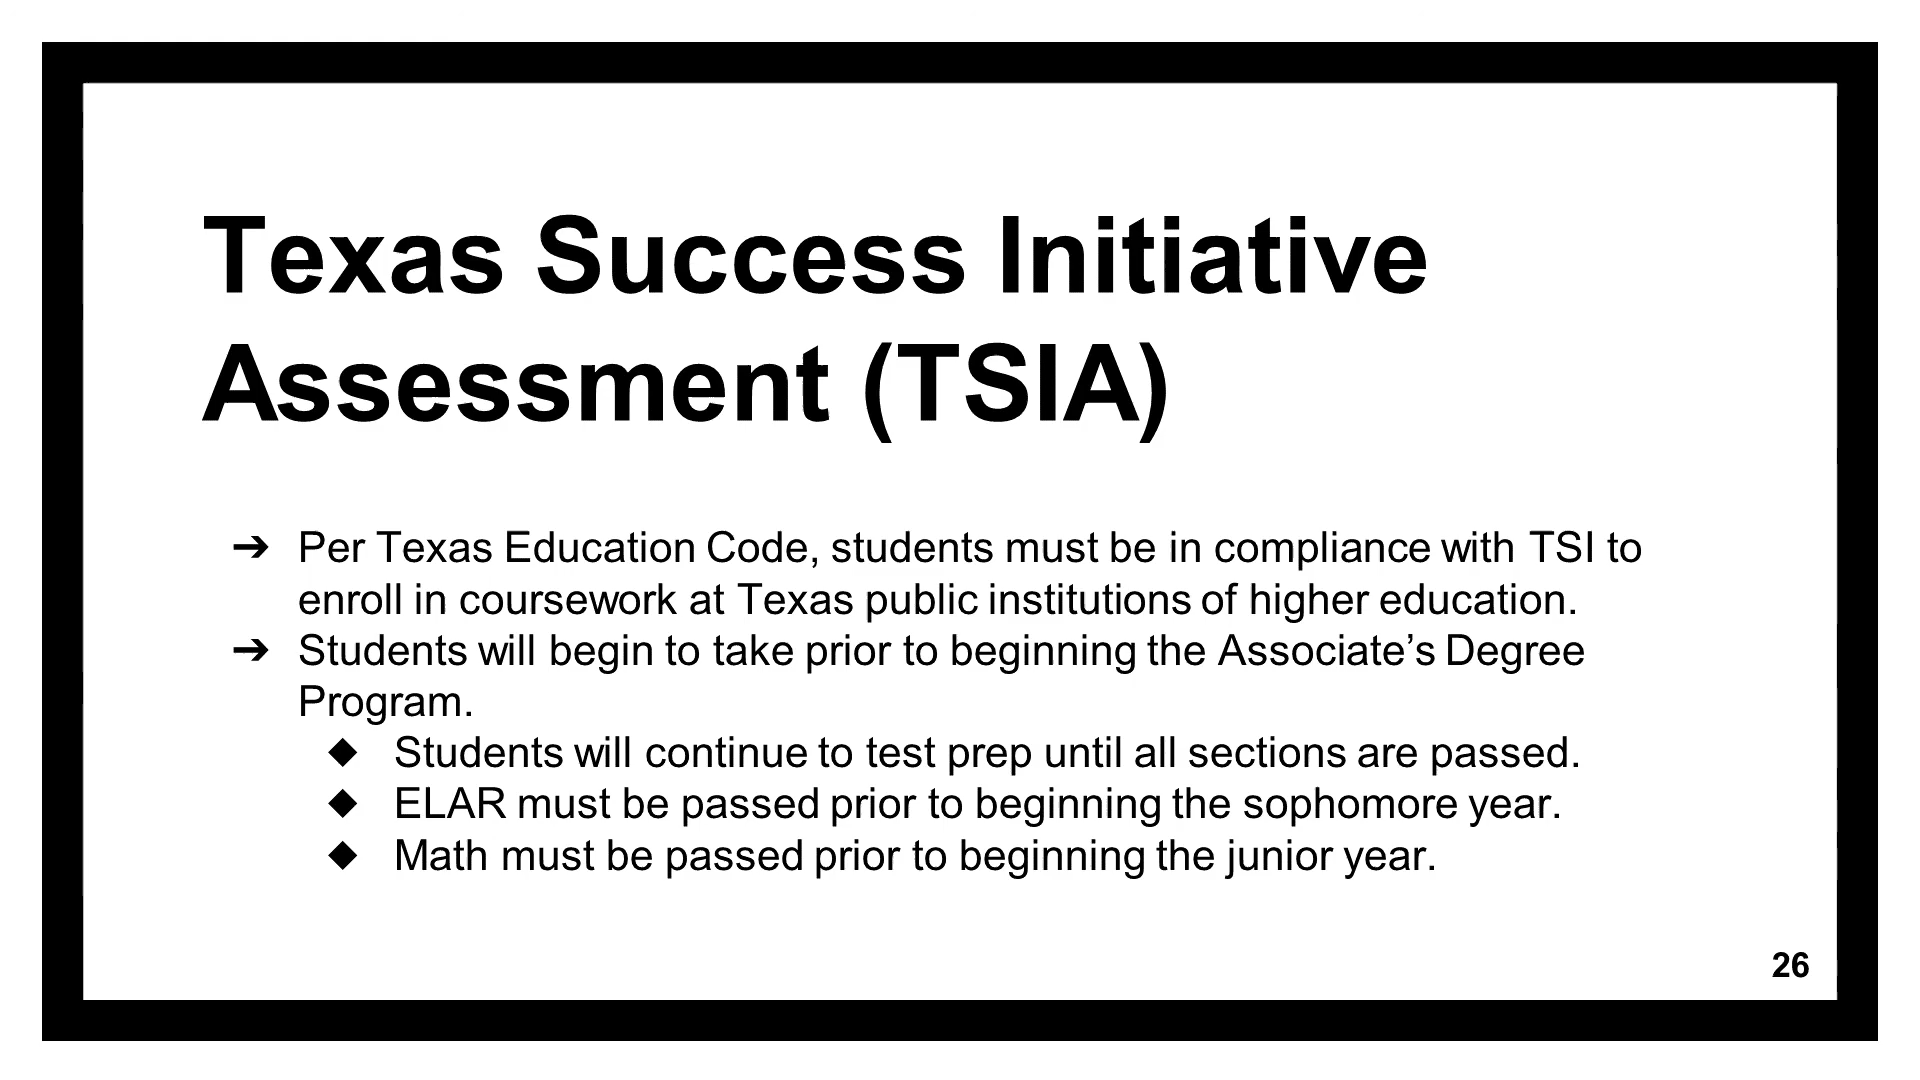 Texas Success Initiative
Assessment (TSIA)
➔ Per Texas Education Code, students must be in compliance with TSI to
enroll in coursework at Texas public institutions of higher education.
➔ Students will begin to take prior to beginning the Associate’s Degree
Program.
◆ Students will continue to test prep until all sections are passed.
◆ ELAR must be passed prior to beginning the sophomore year.
◆ Math must be passed prior to beginning the junior year.
26